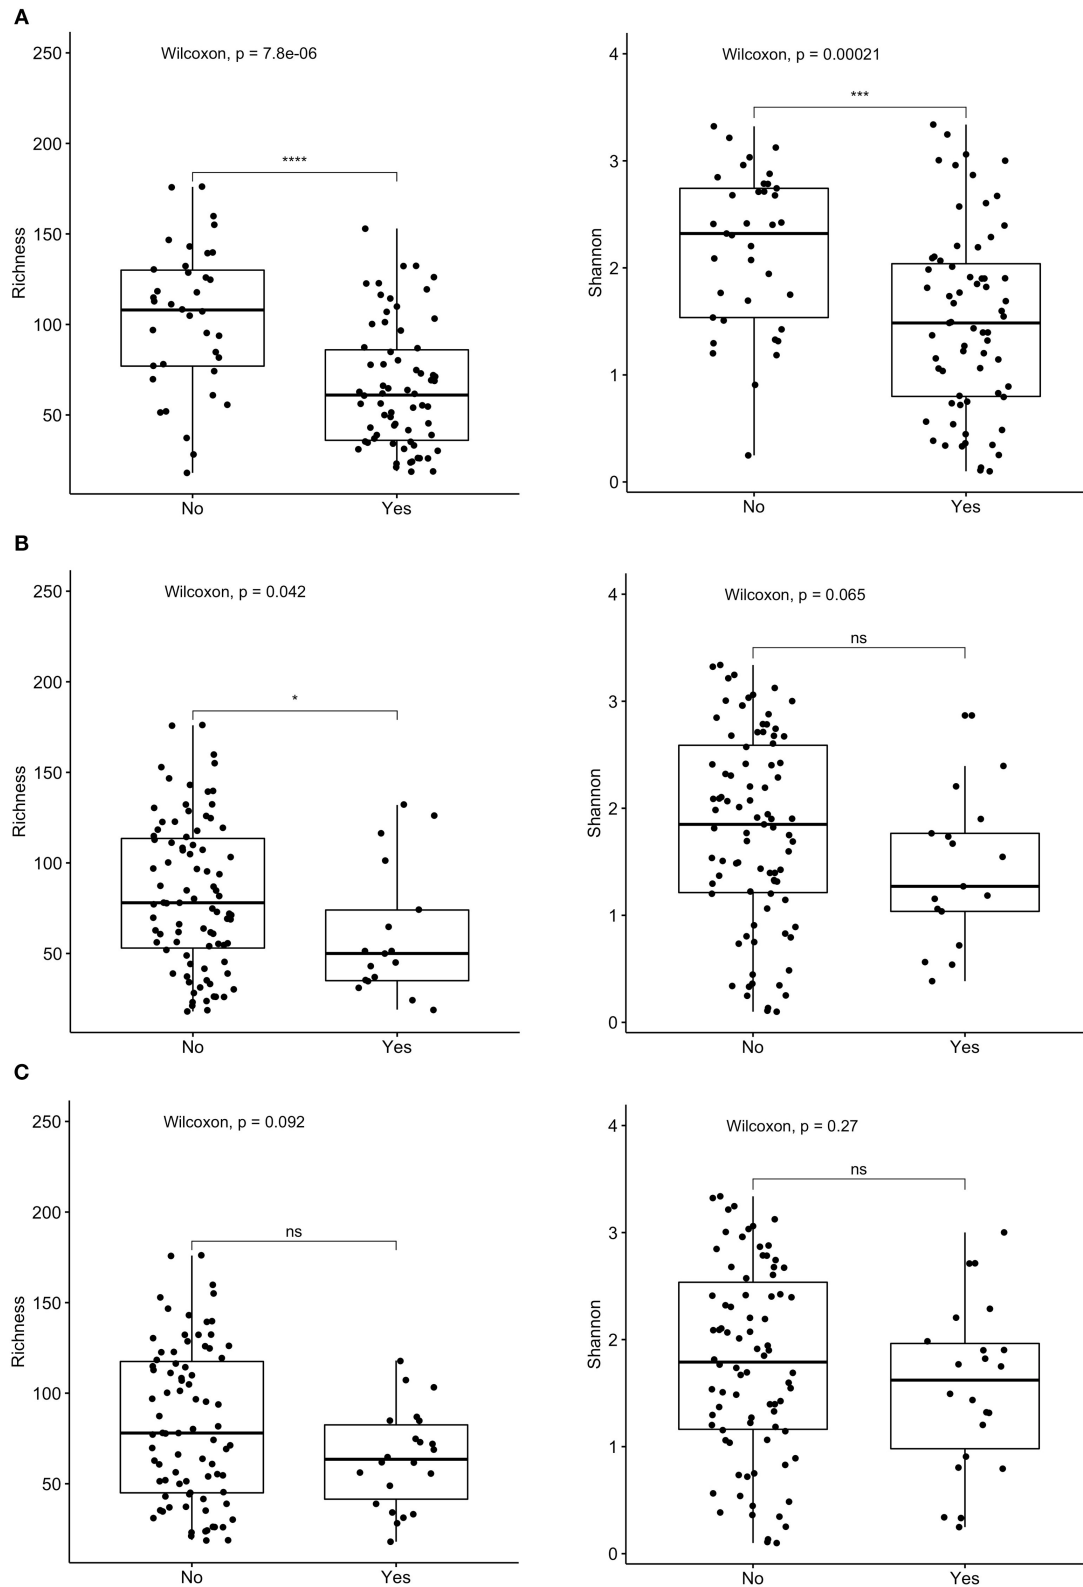 A
Wilcoxon, p = 7.8e-06
****
Richness
250
200
150
100
50
No Yes
Wilcoxon, p = 0.00021
***
Shannon
4
3
2
1
0
No Yes
B
Wilcoxon, p = 0.042
*
Richness
250
200
150
100
50
No Yes
Wilcoxon, p = 0.065
ns
Shannon
4
3
2
1
0
No Yes
C
Wilcoxon, p = 0.092
ns
Richness
250
200
150
100
50
No Yes
Wilcoxon, p = 0.27
ns
Shannon
4
3
2
1
0
No Yes